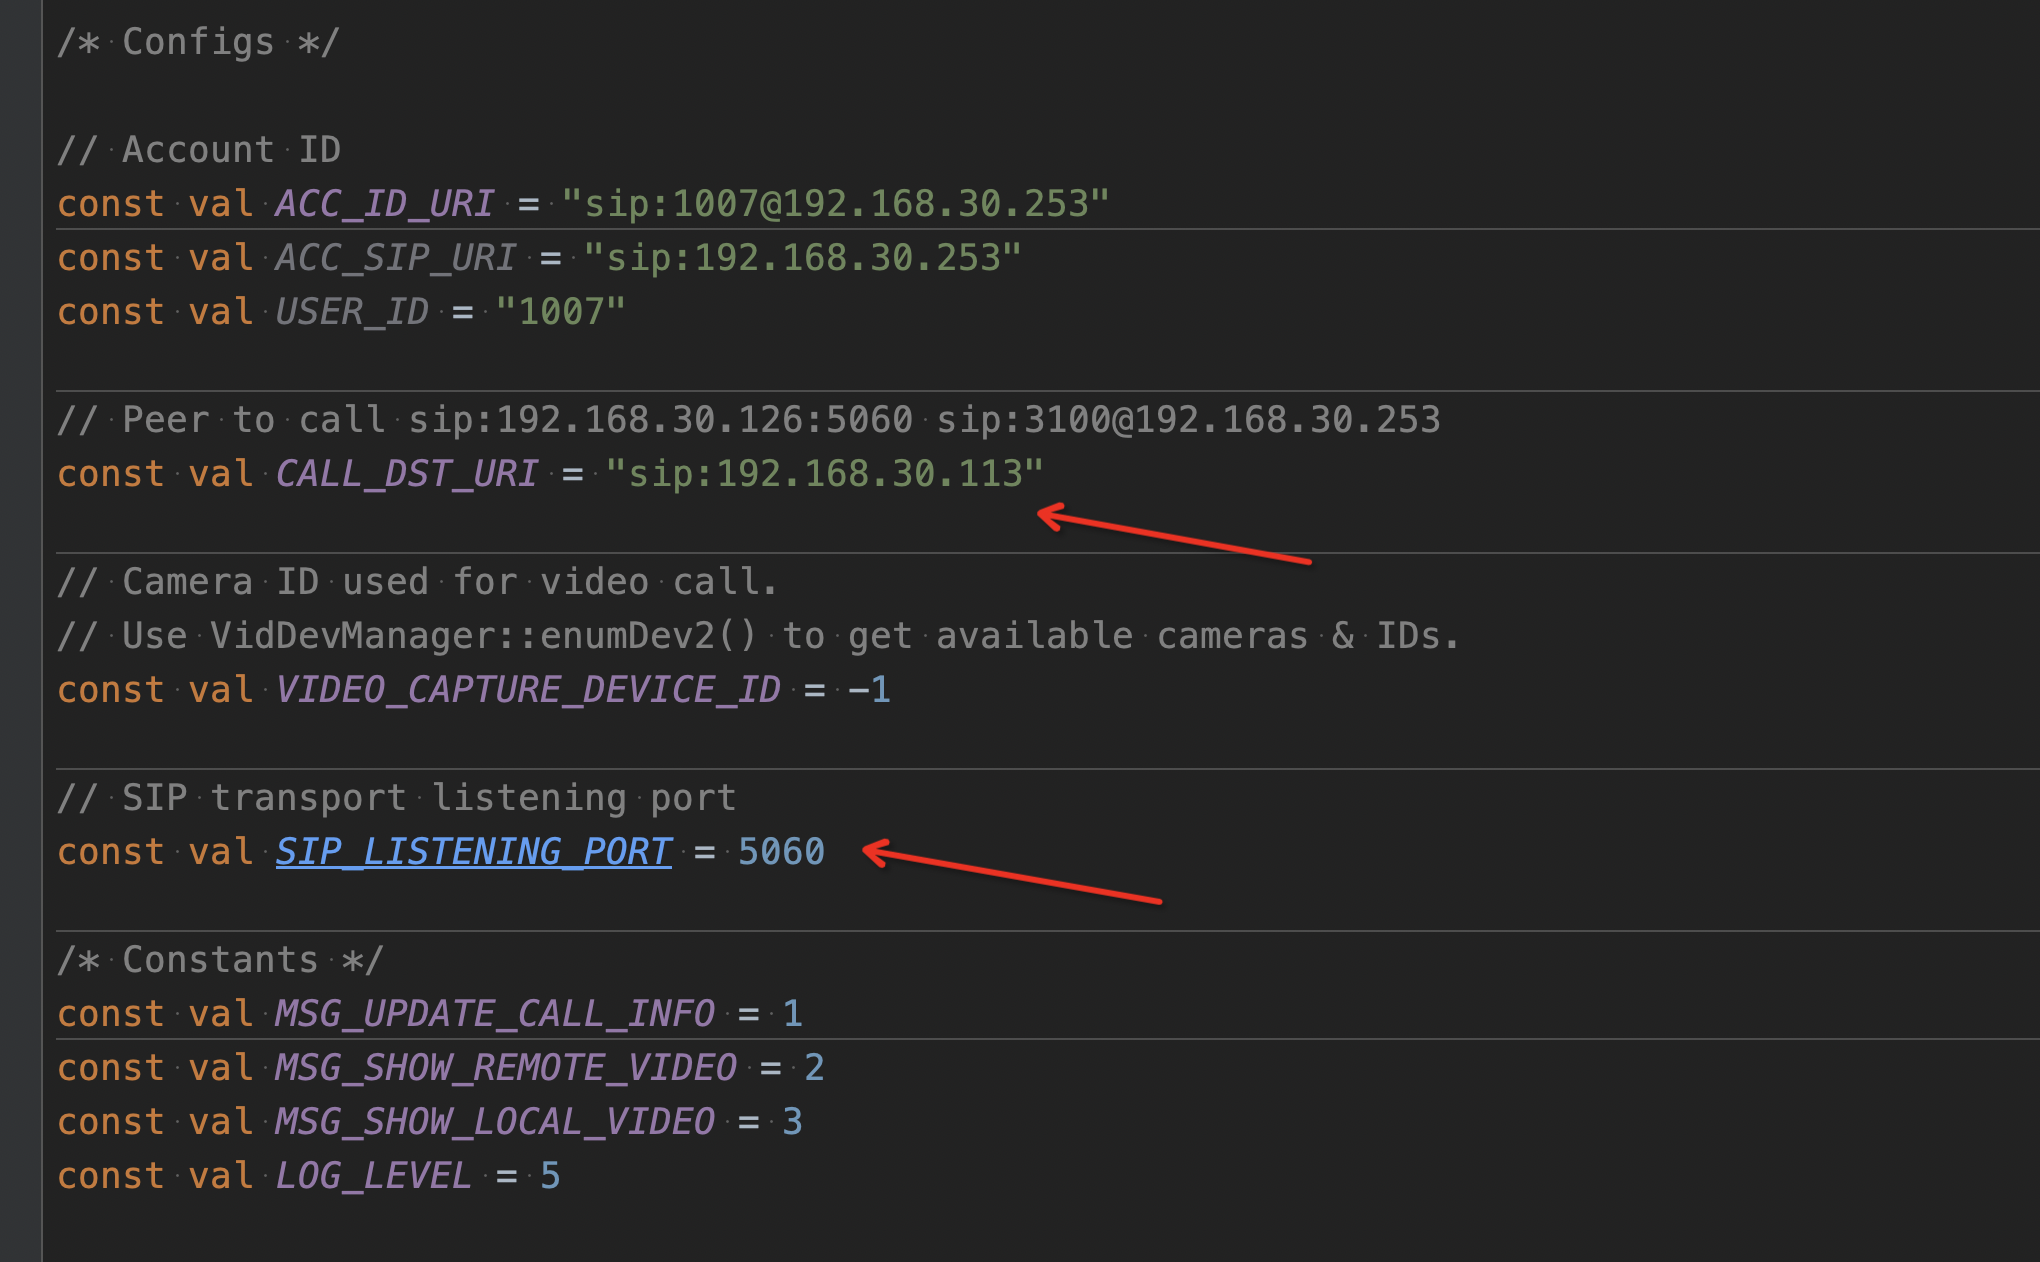 /* Configs */
// Account ID
const val ACC_ID_URI = "sip:1007@192.168.30.253"
const val ACC_SIP_URI = "sip:192.168.30.253"
const val USER_ID = "1007"
// Peer to call sip:192.168.30.126:5060 sip:3100@192.168.30.253
const val CALL_DST_URI = "sip:192.168.30.113"
// Camera ID used for video call.
// Use VidDevManager::enumDev2() to get available cameras & IDs.
const val VIDEO_CAPTURE_DEVICE_ID = -1
// SIP transport listening port
const val SIP_LISTENING_PORT = 5060
/* Constants */
const val MSG_UPDATE_CALL_INFO = 1
const val MSG_SHOW_REMOTE_VIDEO = 2
const val MSG_SHOW_LOCAL_VIDEO = 3
const val LOG_LEVEL = 5